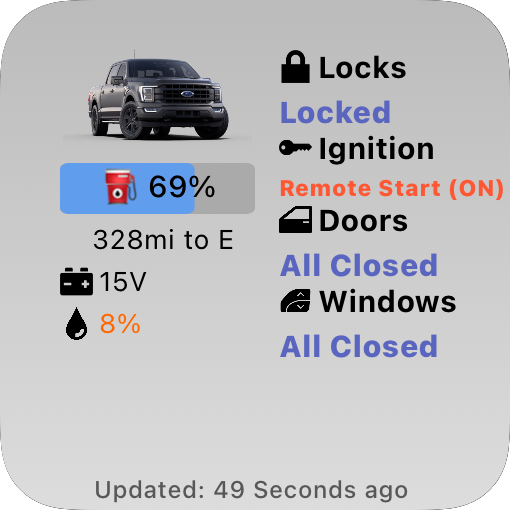 69%
328mi to E
15V
8%
Locks
Locked
Ignition
Remote Start (ON)
Doors
All Closed
Windows
All Closed
Updated: 49 Seconds ago